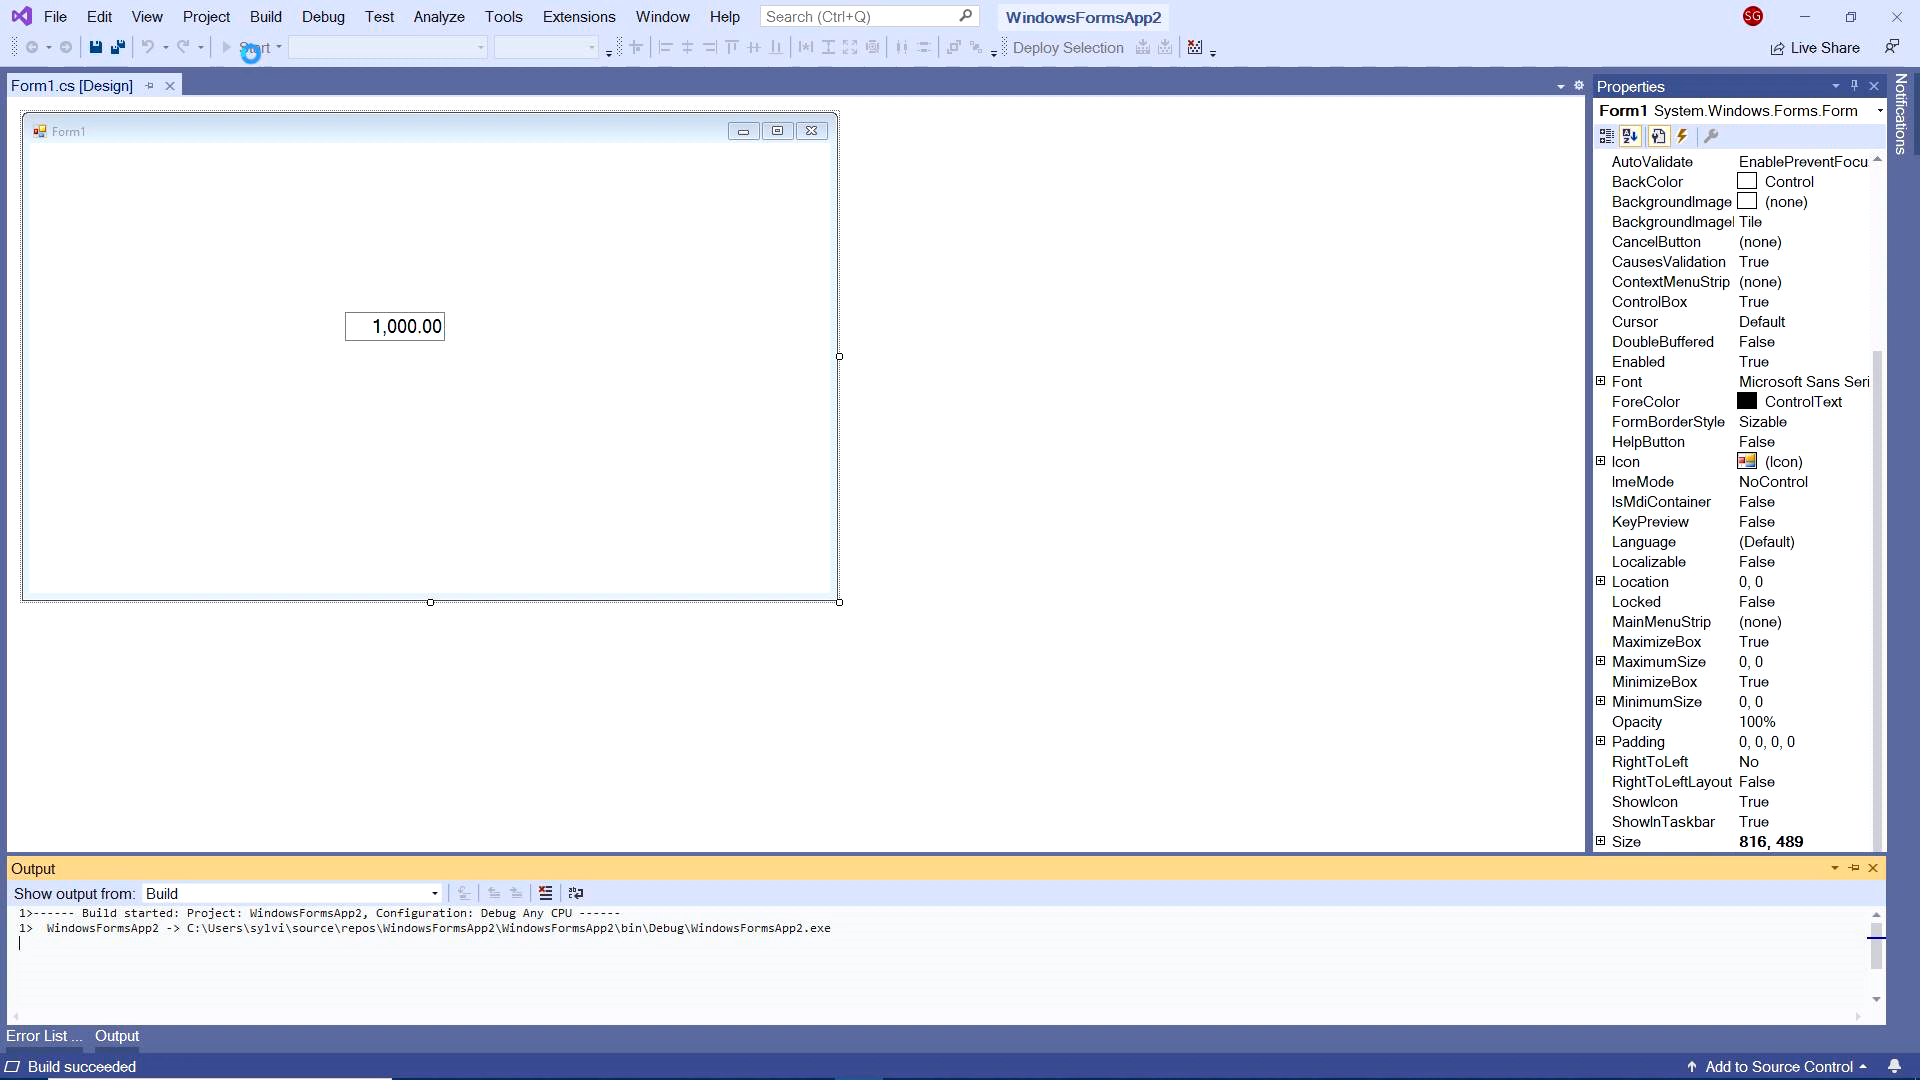 File Edit View Project Build Debug Test Analyze Tools Extensions Window Help Search (Ctrl+Q) WindowsFormsApp2 SG
Start Deploy Selection Live Share
Form1.cs [Design]
Form1
1,000.00
Properties
Form1 System.Windows.Forms.Form
AutoValidate EnablePreventFocu
BackColor Control
BackgroundImage (none)
BackgroundImagel Tile
CancelButton (none)
CausesValidation True
ContextMenuStrip (none)
ControlBox True
Cursor Default
DoubleBuffered False
Enabled True
Font Microsoft Sans Seri
ForeColor ControlText
FormBorderStyle Sizable
HelpButton False
Icon (Icon)
ImeMode NoControl
IsMdiContainer False
KeyPreview False
Language (Default)
Localizable False
Location 0, 0
Locked False
MainMenuStrip (none)
MaximizeBox True
MaximumSize 0, 0
MinimizeBox True
MinimumSize 0, 0
Opacity 100%
Padding 0, 0, 0, 0
RightToLeft No
RightToLeftLayout False
ShowIcon True
ShowInTaskbar True
Size 816, 489
Notifications
Output
Show output from: Build
1>------ Build started: Project: WindowsFormsApp2, Configuration: Debug Any CPU ------
1> WindowsFormsApp2 -> C:\Users\sylvi\source\repos\WindowsFormsApp2\WindowsFormsApp2\bin\Debug\WindowsFormsApp2.exe
Error List ... Output
Build succeeded Add to Source Control